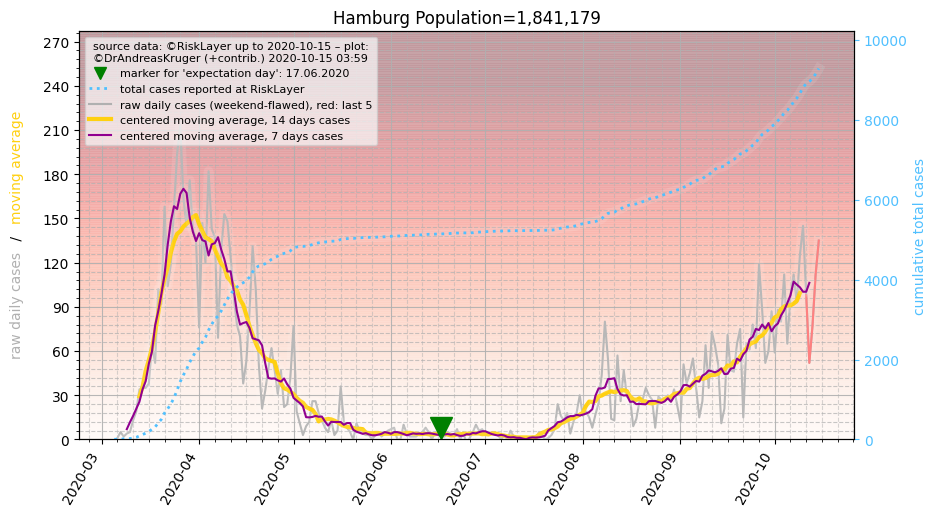 Hamburg Population=1,841,179
source data: ©RiskLayer up to 2020-10-15 – plot:
©DrAndreasKruger (+contrib.) 2020-10-15 03:59
marker for 'expectation day': 17.06.2020
total cases reported at RiskLayer
raw daily cases (weekend-flawed), red: last 5
centered moving average, 14 days cases
centered moving average, 7 days cases
raw daily cases / moving average
270
240
210
180
150
120
90
60
30
0
cumulative total cases
10000
8000
6000
4000
2000
0
2020-03
2020-04
2020-05
2020-06
2020-07
2020-08
2020-09
2020-10